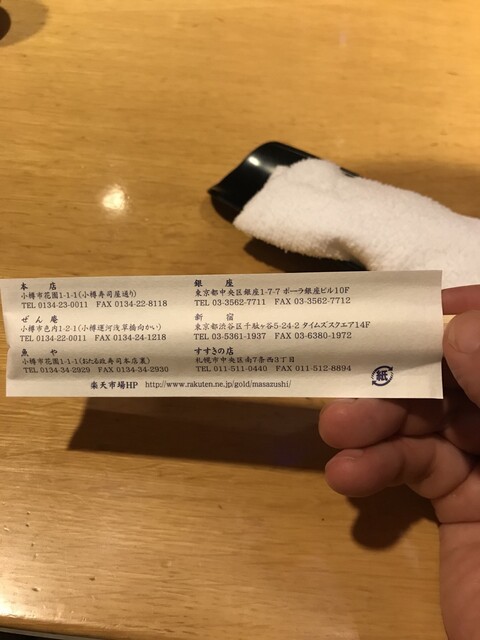 本店
小樽市花園1-1-1(小樽寿司屋通り)
TEL 0134-23-0011 FAX 0134-22-8118
ぜん庵
小樽市色内1-2-1(小樽運河浅草橋向かい)
TEL 0134-22-0011 FAX 0134-24-1218
魚や
小樽市花園1-1-1(おたる政寿司本店裏)
TEL 0134-34-2929 FAX 0134-34-2930
銀座
東京都中央区銀座1-7-7 ポーラ銀座ビル10F
TEL 03-3562-7711 FAX 03-3562-7712
新宿
東京都渋谷区千駄ヶ谷5-24-2 タイムズスクエア14F
TEL 03-5361-1937 FAX 03-6380-1972
すすきの店
札幌市中央区南7条西3丁目
TEL 011-511-0440 FAX 011-512-8894
楽天市場HP http://www.rakuten.ne.jp/gold/masazushi/
紙